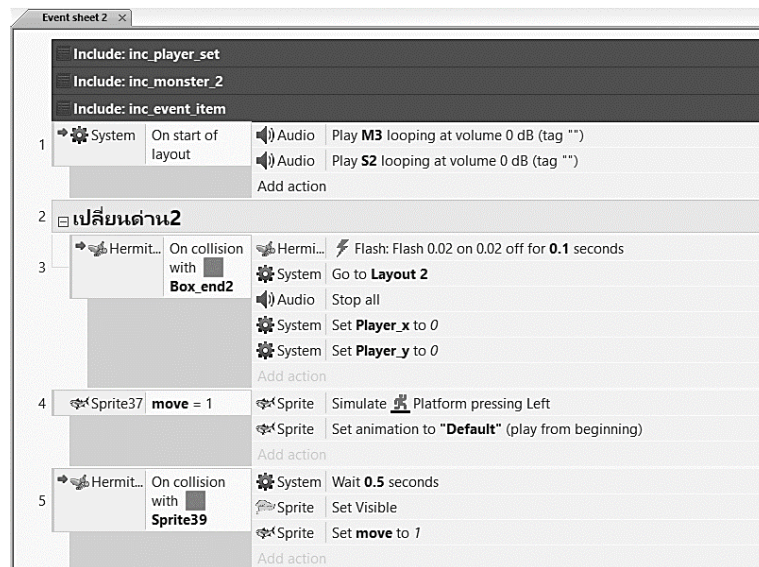 Event sheet 2 ×
Include: inc_player_set
Include: inc_monster_2
Include: inc_event_item
1 System On start of layout Audio Play M3 looping at volume 0 dB (tag "")
Audio Play S2 looping at volume 0 dB (tag "")
Add action
2 เปลี่ยนด่าน2
3 Hermit... On collision with Box_end2 Hermi... Flash: Flash 0.02 on 0.02 off for 0.1 seconds
System Go to Layout 2
Audio Stop all
System Set Player_x to 0
System Set Player_y to 0
Add action
4 Sprite37 move = 1 Sprite Simulate Platform pressing Left
Sprite Set animation to "Default" (play from beginning)
Add action
5 Hermit... On collision with Sprite39 System Wait 0.5 seconds
Sprite Set Visible
Sprite Set move to 1
Add action